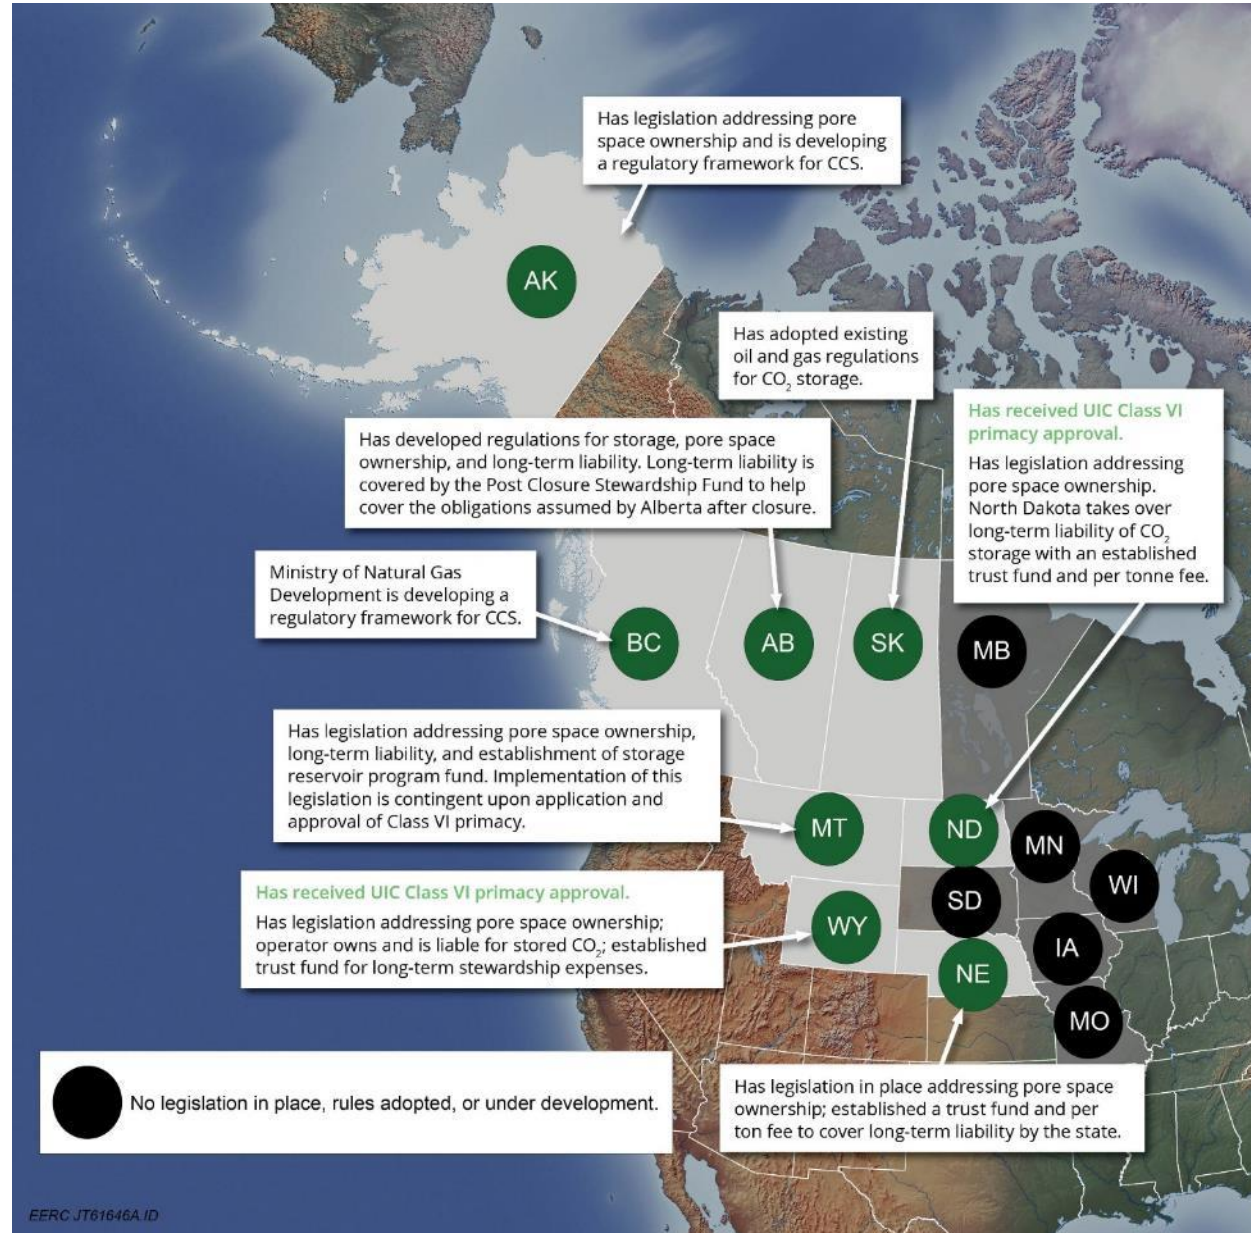 Has legislation addressing pore
space ownership and is developing
a regulatory framework for CCS.
AK
Has adopted existing
oil and gas regulations
for CO₂ storage.
Has received UIC Class VI
primacy approval.
Has legislation addressing
pore space ownership.
North Dakota takes over
long-term liability of CO₂
storage with an established
trust fund and per tonne fee.
Has developed regulations for storage, pore space
ownership, and long-term liability. Long-term liability is
covered by the Post Closure Stewardship Fund to help
cover the obligations assumed by Alberta after closure.
Ministry of Natural Gas
Development is developing a
regulatory framework for CCS.
BC
AB
SK
MB
Has legislation addressing pore space ownership,
long-term liability, and establishment of storage
reservoir program fund. Implementation of this
legislation is contingent upon application and
approval of Class VI primacy.
MT
ND
MN
WI
Has received UIC Class VI primacy approval.
Has legislation addressing pore space ownership;
operator owns and is liable for stored CO₂; established
trust fund for long-term stewardship expenses.
WY
SD
IA
NE
MO
Has legislation in place addressing pore space
ownership; established a trust fund and per
ton fee to cover long-term liability by the state.
No legislation in place, rules adopted, or under development.
EERC JT61646A.ID